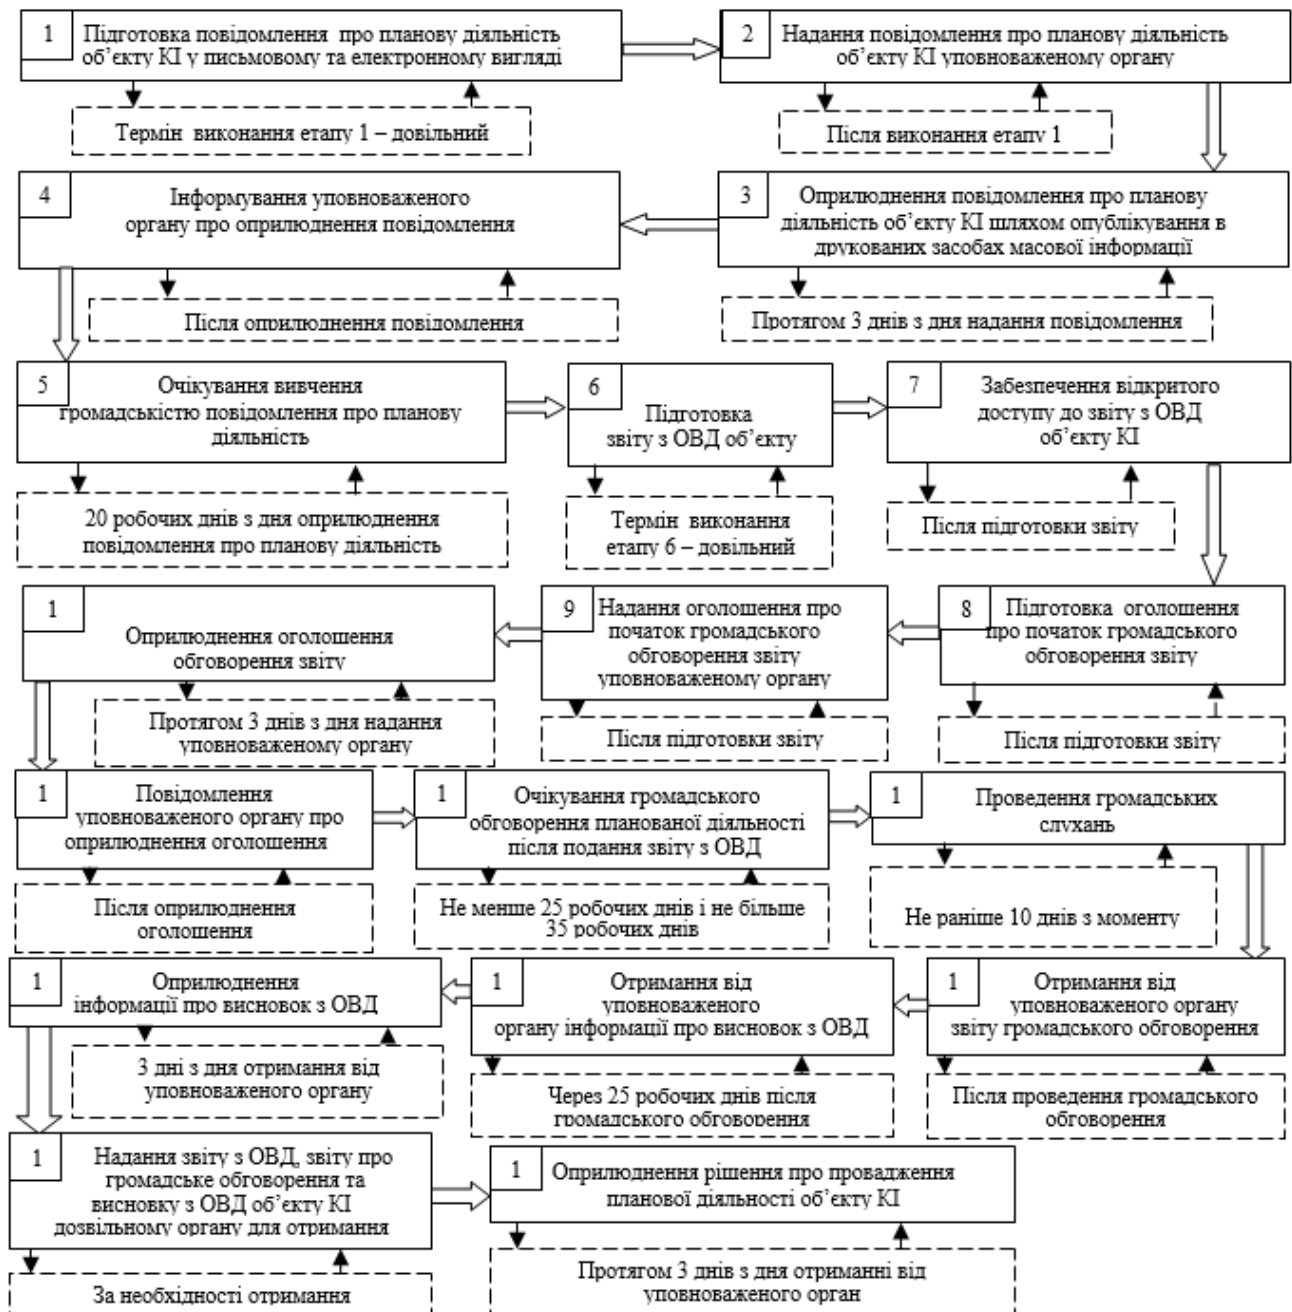 1
Підготовка повідомлення про планову діяльність
об’єкту КІ у письмовому та електронному вигляді
Термін виконання етапу 1 – довільний
2
Надання повідомлення про планову діяльність
об’єкту КІ уповноваженому органу
Після виконання етапу 1
3
Оприлюднення повідомлення про планову
діяльність об’єкту КІ шляхом опублікування в
друкованих засобах масової інформації
Протягом 3 днів з дня надання повідомлення
4
Інформування уповноваженого
органу про оприлюднення повідомлення
Після оприлюднення повідомлення
5
Очікування вивчення
громадськістю повідомлення про планову
діяльність
20 робочих днів з дня оприлюднення
повідомлення про планову діяльність
6
Підготовка
звіту з ОВД об’єкту
Термін виконання
етапу 6 – довільний
7
Забезпечення відкритого
доступу до звіту з ОВД
об’єкту КІ
Після підготовки звіту
8
Підготовка оголошення
про початок громадського
обговорення звіту
Після підготовки звіту
9
Надання оголошення про
початок громадського
обговорення звіту
уповноваженому органу
Після підготовки звіту
1
Оприлюднення оголошення
обговорення звіту
Протягом 3 днів з дня надання
уповноваженому органу
1
Повідомлення
уповноваженого органу про
оприлюднення оголошення
Після оприлюднення
оголошення
1
Очікування громадського
обговорення планованої діяльності
після подання звіту з ОВД
Не менше 25 робочих днів і не більше
35 робочих днів
1
Проведення громадських
слухань
Не раніше 10 днів з моменту
1
Отримання від
уповноваженого органу
звіту громадського обговорення
Після проведення громадського
обговорення
1
Отримання від
уповноваженого
органу інформації про висновок з ОВД
Через 25 робочих днів після
громадського обговорення
1
Оприлюднення
інформації про висновок з ОВД
3 дні з дня отримання від
уповноваженого органу
1
Надання звіту з ОВД, звіту про
громадське обговорення та
висновку з ОВД об’єкту КІ
дозвільному органу для отримання
За необхідності отримання
1
Оприлюднення рішення про провадження
планової діяльності об’єкту КІ
Протягом 3 днів з дня отриманні від
уповноваженого орган